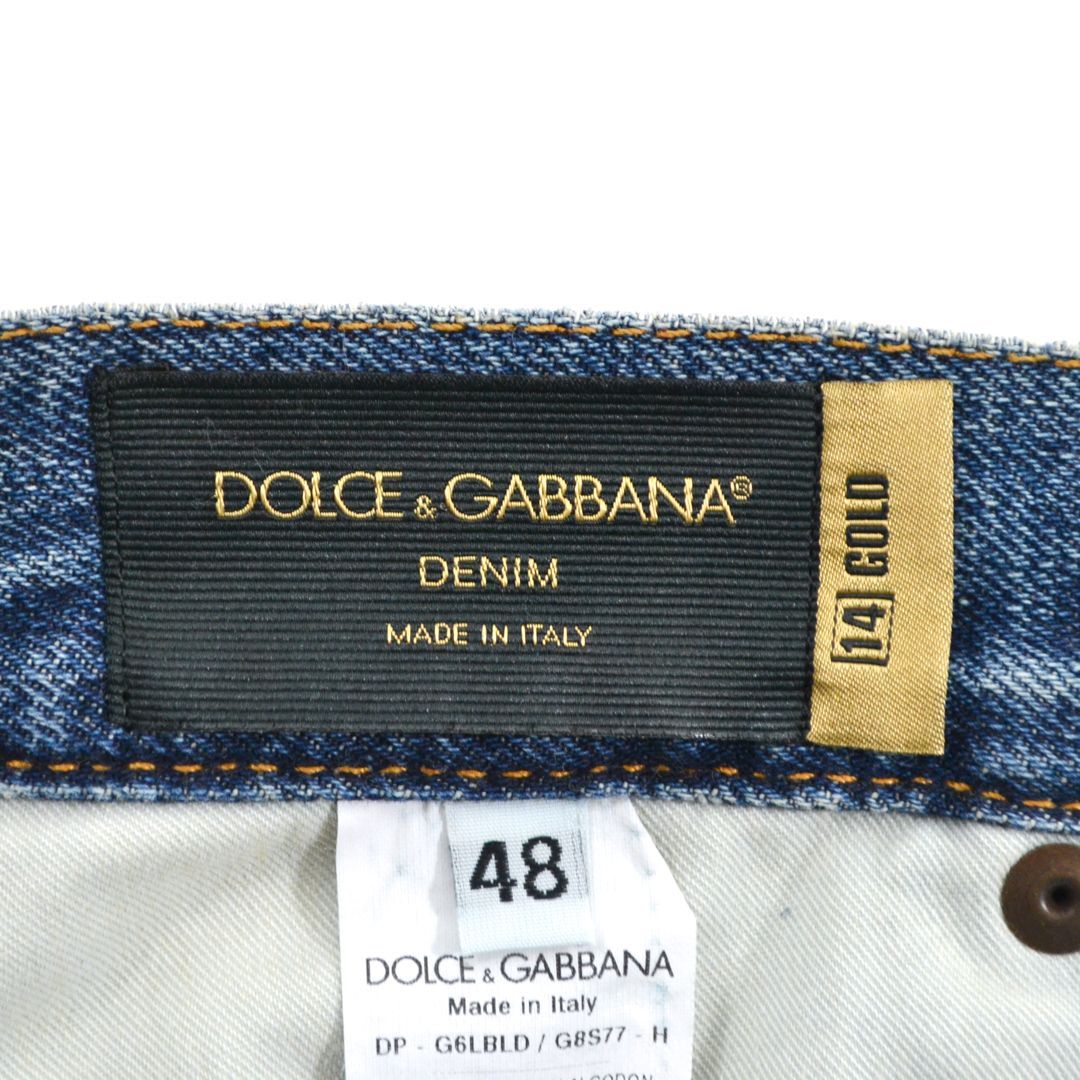 DOLCE & GABBANA®
DENIM
MADE IN ITALY
14 GOLD
48
DOLCE & GABBANA
Made in Italy
DP - G6LBLD / G8S77 - H